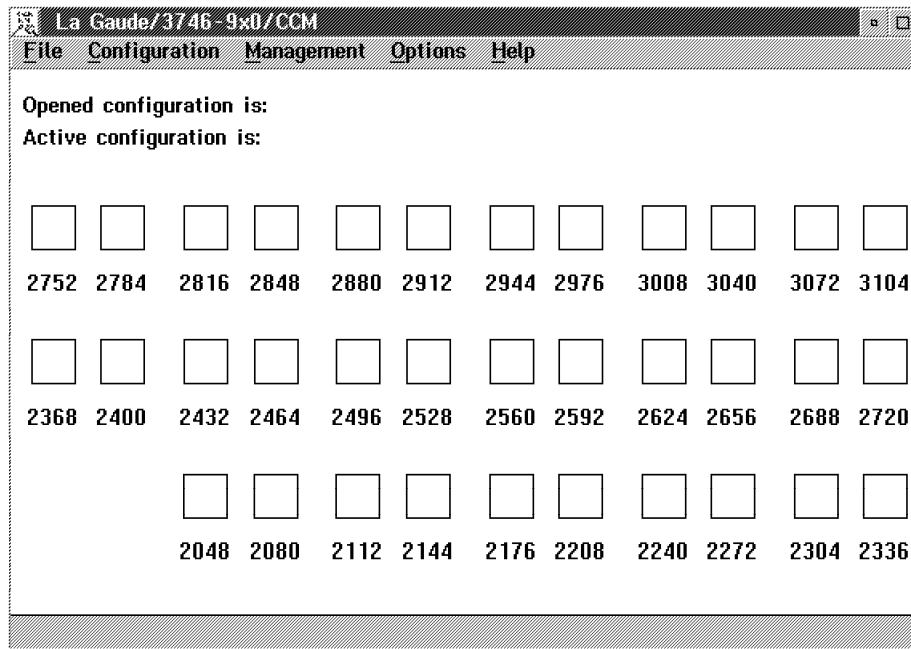 La Gaude/3746-9x0/CCM
File Configuration Management Options Help
Opened configuration is:
Active configuration is:
2752 2784 2816 2848 2880 2912 2944 2976 3008 3040 3072 3104
2368 2400 2432 2464 2496 2528 2560 2592 2624 2656 2688 2720
2048 2080 2112 2144 2176 2208 2240 2272 2304 2336